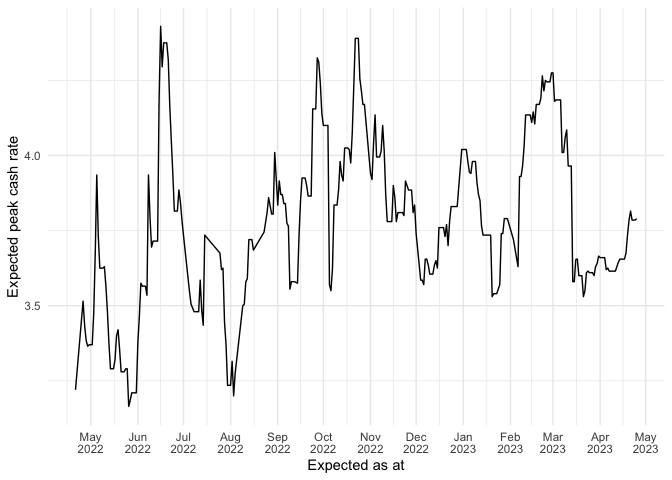 Expected peak cash rate
4.0
3.5
May Jun Jul Aug Sep Oct Nov Dec Jan Feb Mar Apr May
2022 2022 2022 2022 2022 2022 2022 2022 2023 2023 2023 2023 2023
Expected as at